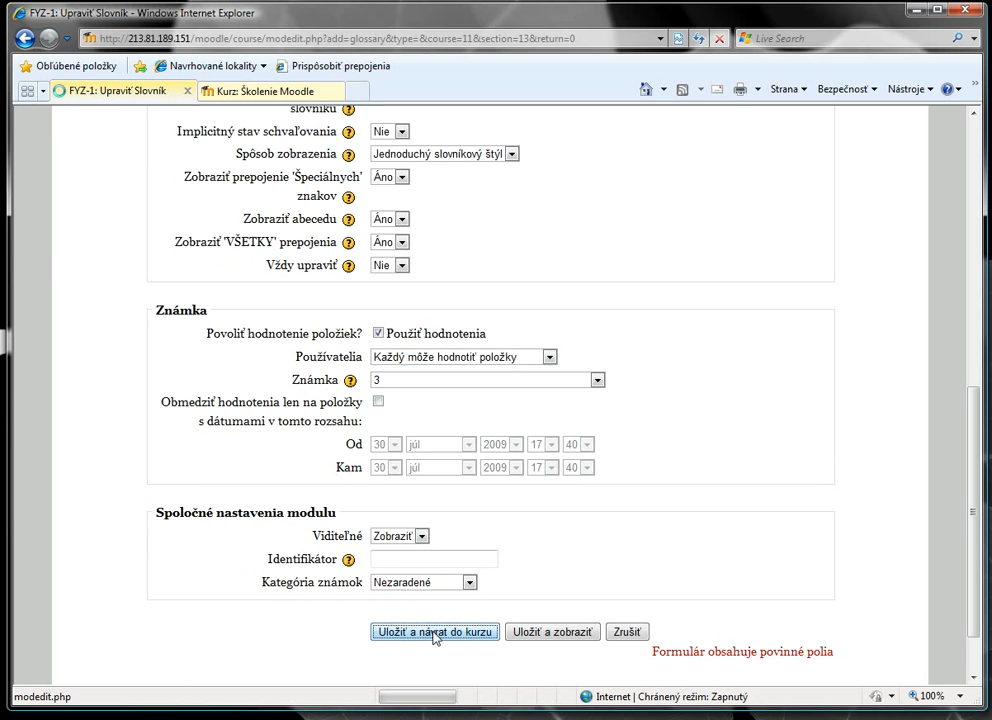 FYZ-1: Upraviť Slovník - Windows Internet Explorer
http://213.81.189.151/moodle/course/modedit.php?add=glossary&type=&course=11&section=13&return=0
Live Search
Obľúbené položky
Navrhované lokality
Prispôsobiť prepojenia
FYZ-1: Upraviť Slovník
Kurz: Školenie Moodle
Strana
Bezpečnosť
Nástroje
slovníku
Implicitný stav schvaľovania
Nie
Spôsob zobrazenia
Jednoduchý slovníkový štýl
Zobraziť prepojenie 'Špeciálnych'
znakov
Áno
Zobraziť abecedu
Áno
Zobraziť 'VŠETKY' prepojenia
Áno
Vždy upraviť
Nie
Známka
Povoliť hodnotenie položiek?
Použiť hodnotenia
Používatelia
Každý môže hodnotiť položky
Známka
3
Obmedziť hodnotenia len na položky
s dátumami v tomto rozsahu:
Od
30 júl 2009 17 40
Kam
30 júl 2009 17 40
Spoločné nastavenia modulu
Viditeľné
Zobraziť
Identifikátor
Kategória známok
Nezaradené
Uložiť a návrat do kurzu
Uložiť a zobraziť
Zrušiť
Formulár obsahuje povinné polia
modedit.php
Internet | Chránený režim: Zapnutý
100%